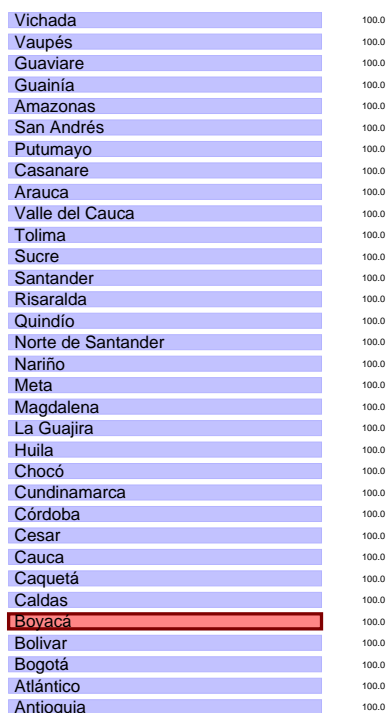 Vichada 100.0
Vaupés 100.0
Guaviare 100.0
Guainía 100.0
Amazonas 100.0
San Andrés 100.0
Putumayo 100.0
Casanare 100.0
Arauca 100.0
Valle del Cauca 100.0
Tolima 100.0
Sucre 100.0
Santander 100.0
Risaralda 100.0
Quindío 100.0
Norte de Santander 100.0
Nariño 100.0
Meta 100.0
Magdalena 100.0
La Guajira 100.0
Huila 100.0
Chocó 100.0
Cundinamarca 100.0
Córdoba 100.0
Cesar 100.0
Cauca 100.0
Caquetá 100.0
Caldas 100.0
Boyacá 100.0
Bolivar 100.0
Bogotá 100.0
Atlántico 100.0
Antioquia 100.0